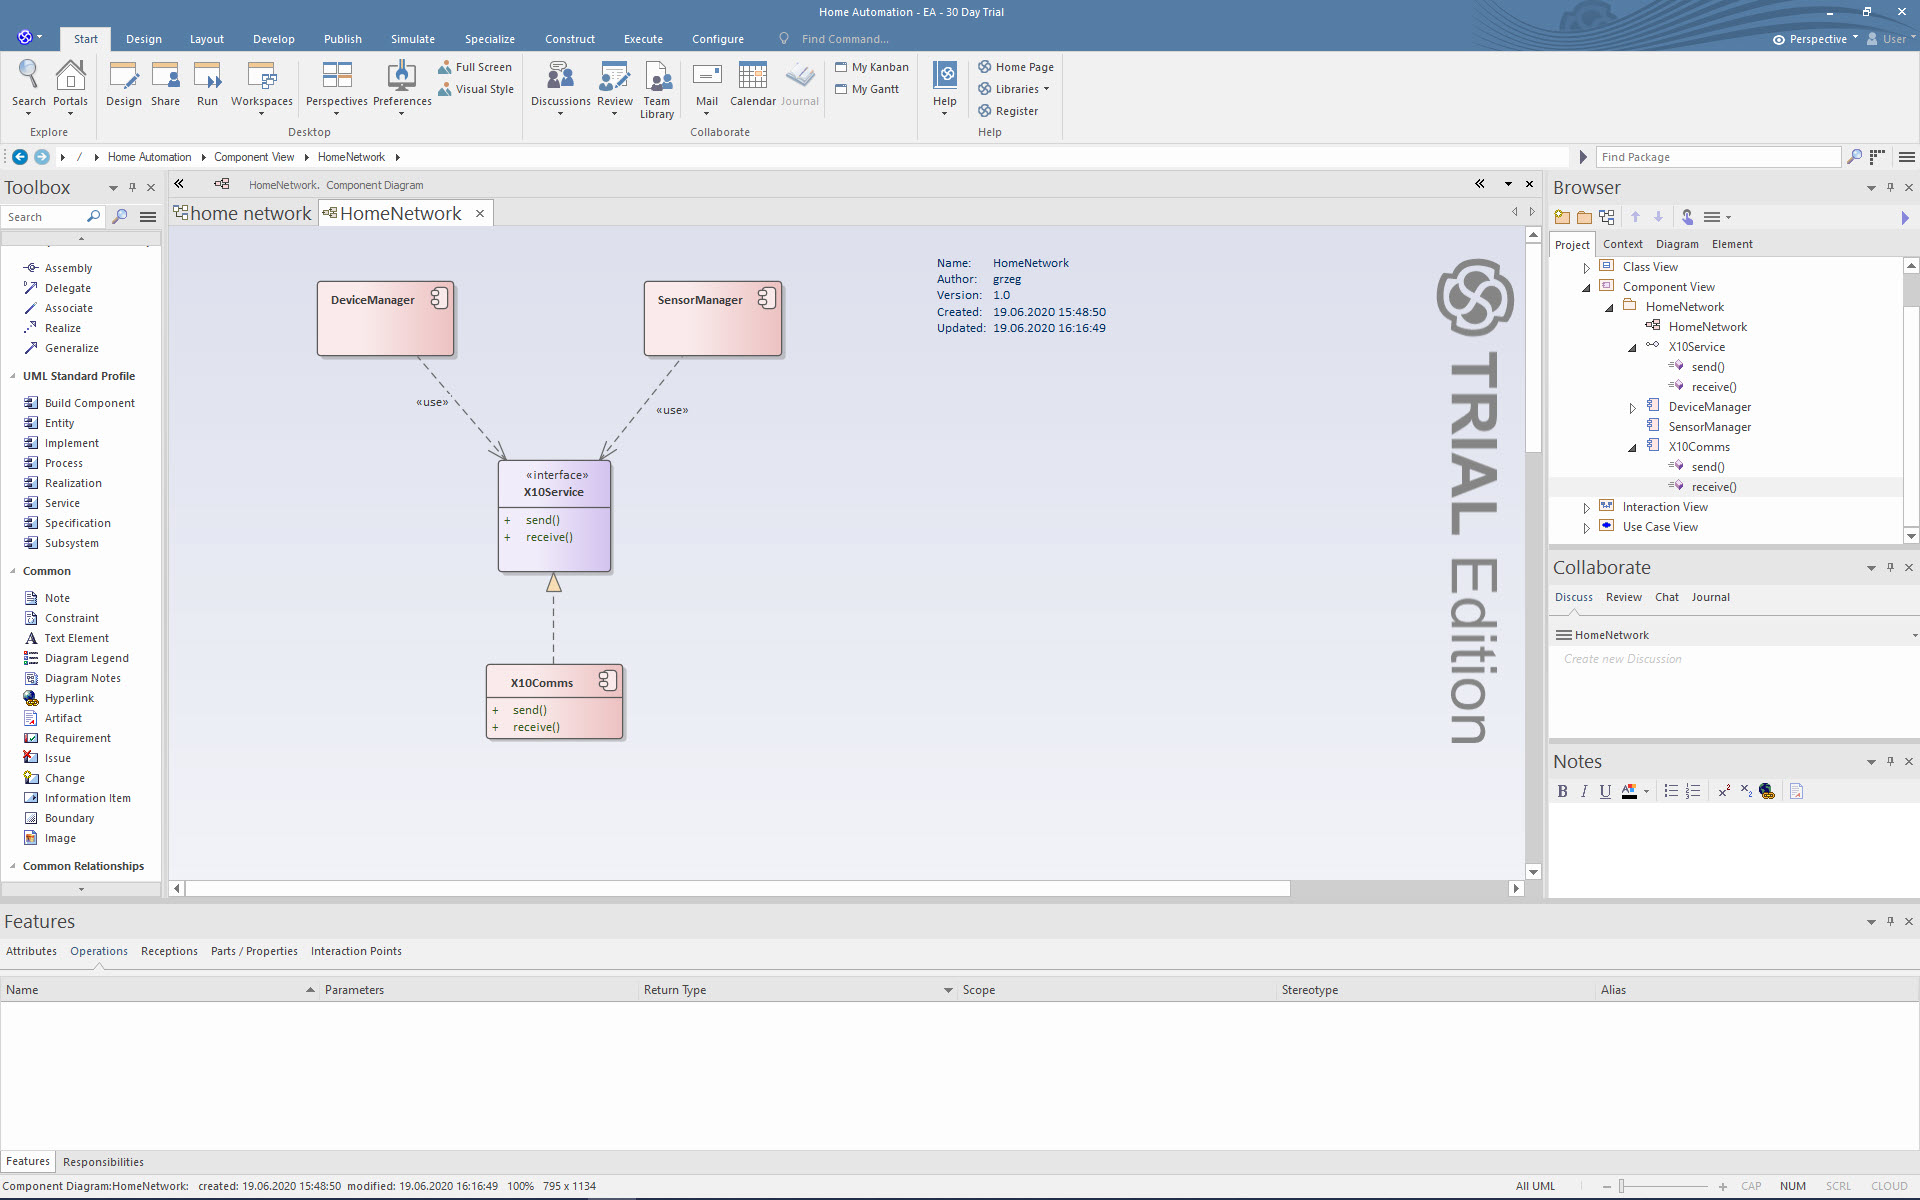 Home Automation - EA - 30 Day Trial
Start Design Layout Develop Publish Simulate Specialize Construct Execute Configure Find Command... Perspective User
Search Portals Design Share Run Workspaces Perspectives Preferences Full Screen Visual Style Discussions Review Team Library Mail Calendar Journal My Kanban My Gantt Help Home Page Libraries Register
Explore Desktop Collaborate Help
/ Home Automation Component View HomeNetwork Find Package
Toolbox
Search
Assembly
Delegate
Associate
Realize
Generalize
UML Standard Profile
Build Component
Entity
Implement
Process
Realization
Service
Specification
Subsystem
Common
Note
Constraint
Text Element
Diagram Legend
Diagram Notes
Hyperlink
Artifact
Requirement
Issue
Change
Information Item
Boundary
Image
Common Relationships
HomeNetwork. Component Diagram
home network HomeNetwork
DeviceManager
SensorManager
«use»
«use»
«interface»
X10Service
+ send()
+ receive()
X10Comms
+ send()
+ receive()
Name: HomeNetwork
Author: grzeg
Version: 1.0
Created: 19.06.2020 15:48:50
Updated: 19.06.2020 16:16:49
TRIAL Edition
Browser
Project Context Diagram Element
Class View
Component View
HomeNetwork
HomeNetwork
X10Service
send()
receive()
DeviceManager
SensorManager
X10Comms
send()
receive()
Interaction View
Use Case View
Collaborate
Discuss Review Chat Journal
HomeNetwork
Create new Discussion
Notes
B I U A x² x₂
Features
Attributes Operations Receptions Parts / Properties Interaction Points
Name Parameters Return Type Scope Stereotype Alias
Features Responsibilities
Component Diagram:HomeNetwork: created: 19.06.2020 15:48:50 modified: 19.06.2020 16:16:49 100% 795 x 1134 All UML CAP NUM SCRL CLOUD